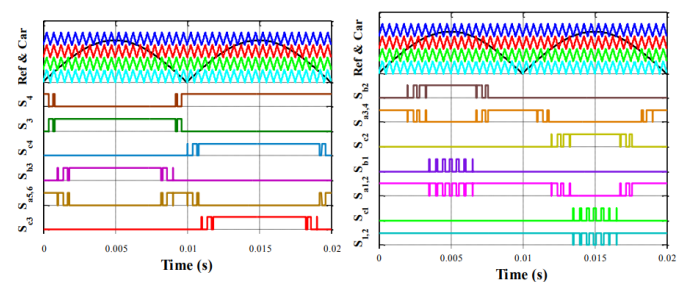 Ref & Car
S4
S3
Sc4
Sb3
Sa5,6
Sc3
0 0.005 0.01 0.015 0.02
Time (s)
Ref & Car
Sb2
Sa3,4
Sc2
Sb1
Sa1,2
Sc1
S1,2
0 0.005 0.01 0.015 0.02
Time (s)